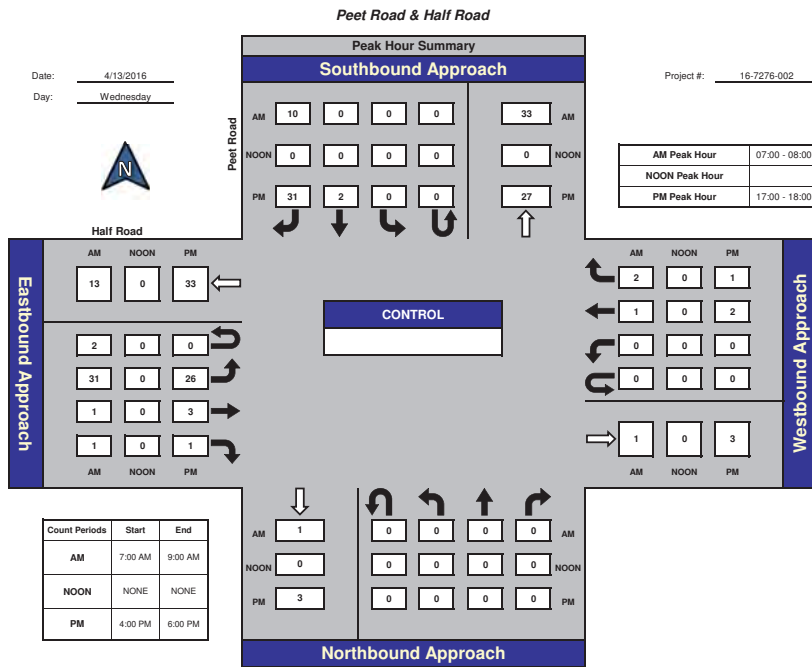 Peet Road & Half Road
Peak Hour Summary
Southbound Approach
Date: 4/13/2016
Day: Wednesday
Project #: 16-7276-002
N
Peet Road
AM 10 0 0 0 33 AM
NOON 0 0 0 0 0 NOON
PM 31 2 0 0 27 PM
AM Peak Hour 07:00 - 08:00
NOON Peak Hour
PM Peak Hour 17:00 - 18:00
Half Road
Eastbound Approach
AM NOON PM
13 0 33
2 0 0
31 0 26
1 0 3
1 0 1
AM NOON PM
CONTROL
Westbound Approach
AM NOON PM
2 0 1
1 0 2
0 0 0
0 0 0
1 0 3
AM NOON PM
Count Periods Start End
AM 7:00 AM 9:00 AM
NOON NONE NONE
PM 4:00 PM 6:00 PM
AM 1 0 0 0 0 AM
NOON 0 0 0 0 0 NOON
PM 3 0 0 0 0 PM
Northbound Approach